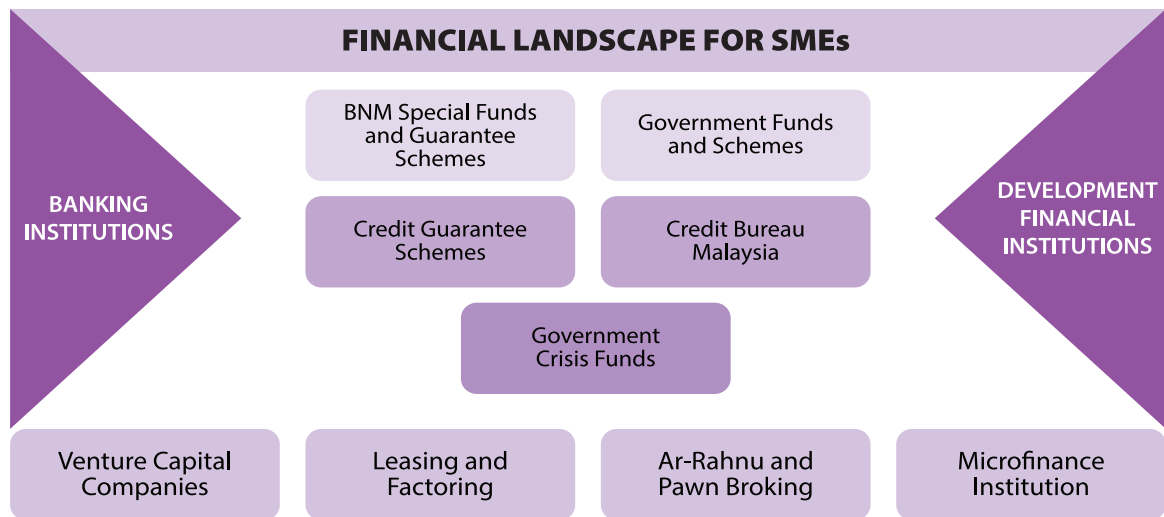 FINANCIAL LANDSCAPE FOR SMEs
BANKING
INSTITUTIONS
BNM Special Funds
and Guarantee
Schemes
Government Funds
and Schemes
Credit Guarantee
Schemes
Credit Bureau
Malaysia
Government
Crisis Funds
DEVELOPMENT
FINANCIAL
INSTITUTIONS
Venture Capital
Companies
Leasing and
Factoring
Ar-Rahnu and
Pawn Broking
Microfinance
Institution